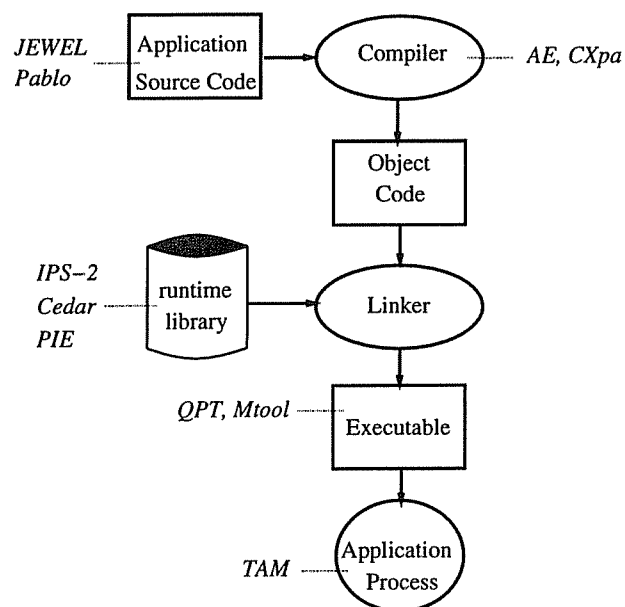 JEWEL
Pablo
Application
Source Code
Compiler
AE, CXpa
Object
Code
IPS-2
Cedar
PIE
runtime
library
Linker
QPT, Mtool
Executable
TAM
Application
Process